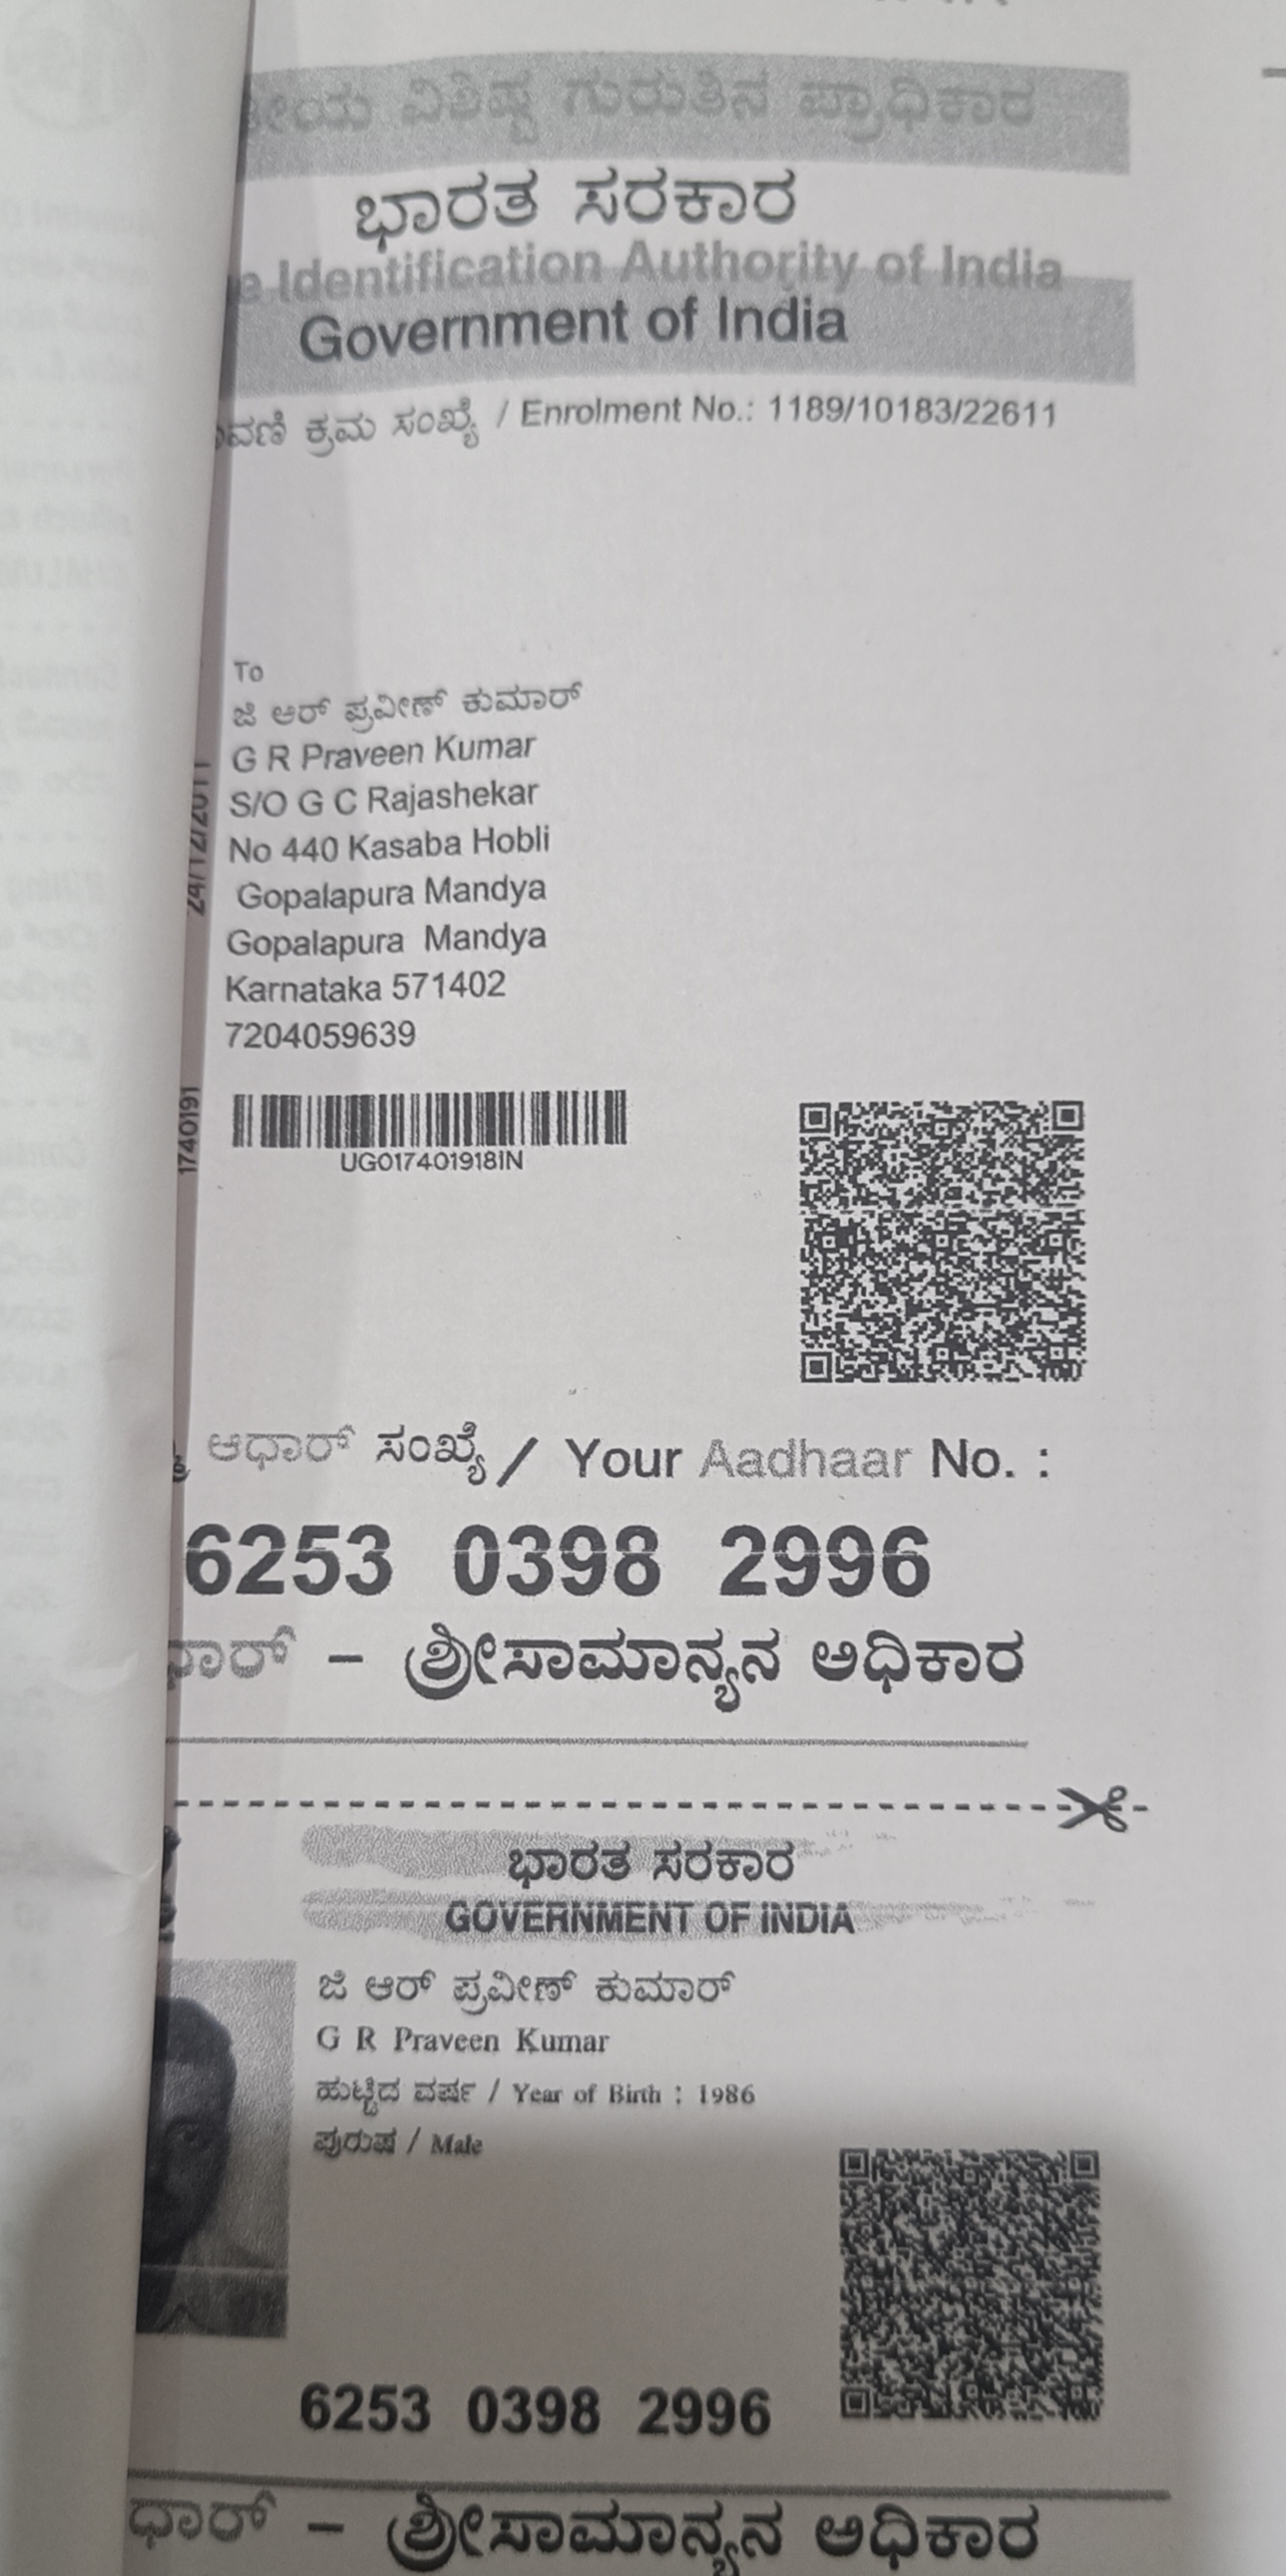 ವಿಶಿಷ್ಟ ಗುರುತಿನ ಪ್ರಾಧಿಕಾರ
ಭಾರತ ಸರಕಾರ
Identification Authority of India
Government of India
ಕ್ರಮ ಸಂಖ್ಯೆ / Enrolment No.: 1189/10183/22611
To
ಜಿ ಆರ್ ಪ್ರವೀಣ್ ಕುಮಾರ್
G R Praveen Kumar
S/O G C Rajashekar
No 440 Kasaba Hobli
Gopalapura Mandya
Gopalapura Mandya
Karnataka 571402
7204059639
24/12/2011
1740191
UG017401918IN
ಆಧಾರ್ ಸಂಖ್ಯೆ / Your Aadhaar No. :
6253 0398 2996
– ಶ್ರೀಸಾಮಾನ್ಯನ ಅಧಿಕಾರ
ಭಾರತ ಸರಕಾರ
GOVERNMENT OF INDIA
ಜಿ ಆರ್ ಪ್ರವೀಣ್ ಕುಮಾರ್
G R Praveen Kumar
ಹುಟ್ಟಿದ ವರ್ಷ / Year of Birth : 1986
ಪುರುಷ / Male
6253 0398 2996
– ಶ್ರೀಸಾಮಾನ್ಯನ ಅಧಿಕಾರ